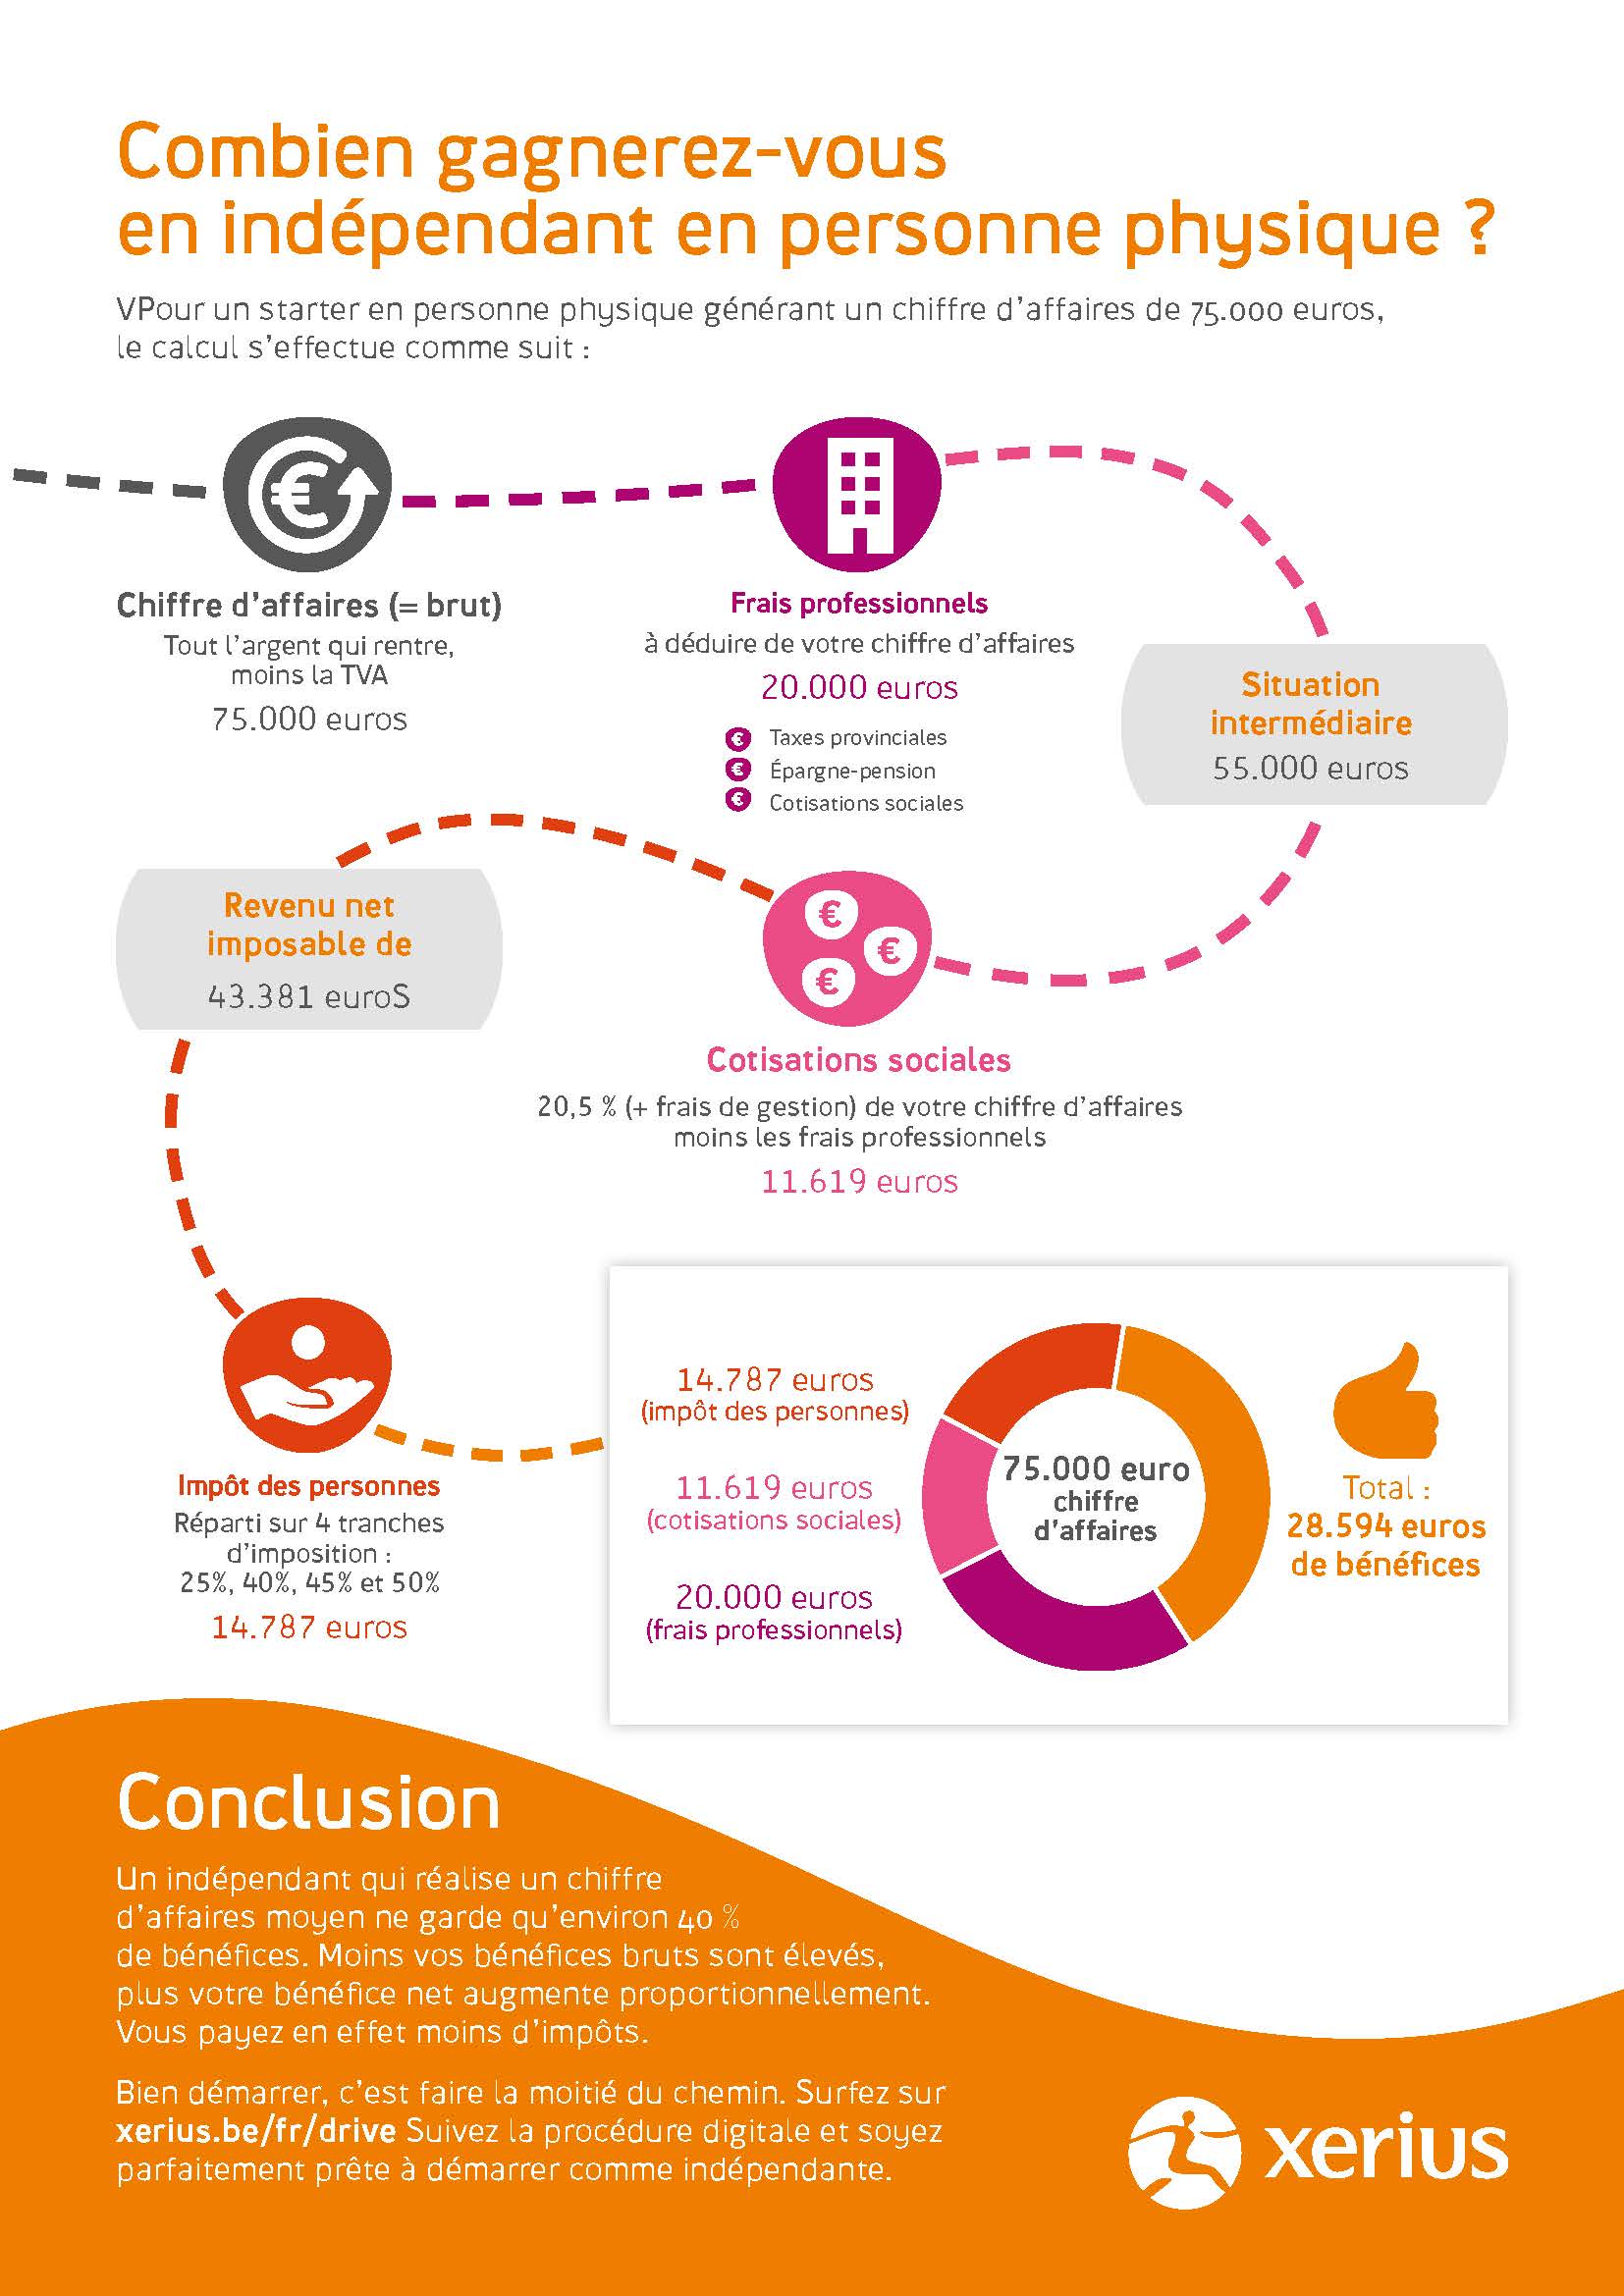 Combien gagnerez-vous
en indépendant en personne physique ?
VPour un starter en personne physique générant un chiffre d'affaires de 75.000 euros,
le calcul s'effectue comme suit :
Chiffre d'affaires (= brut)
Tout l'argent qui rentre,
moins la TVA
75.000 euros
Frais professionnels
à déduire de votre chiffre d'affaires
20.000 euros
€ Taxes provinciales
€ Épargne-pension
€ Cotisations sociales
Situation
intermédiaire
55.000 euros
Revenu net
imposable de
43.381 euroS
Cotisations sociales
20,5 % (+ frais de gestion) de votre chiffre d'affaires
moins les frais professionnels
11.619 euros
Impôt des personnes
Réparti sur 4 tranches
d'imposition :
25%, 40%, 45% et 50%
14.787 euros
14.787 euros
(impôt des personnes)
11.619 euros
(cotisations sociales)
20.000 euros
(frais professionnels)
75.000 euro
chiffre
d'affaires
Total :
28.594 euros
de bénéfices
Conclusion
Un indépendant qui réalise un chiffre
d'affaires moyen ne garde qu'environ 40 %
de bénéfices. Moins vos bénéfices bruts sont élevés,
plus votre bénéfice net augmente proportionnellement.
Vous payez en effet moins d'impôts.
Bien démarrer, c'est faire la moitié du chemin. Surfez sur
xerius.be/fr/drive Suivez la procédure digitale et soyez
parfaitement prête à démarrer comme indépendante.
xerius